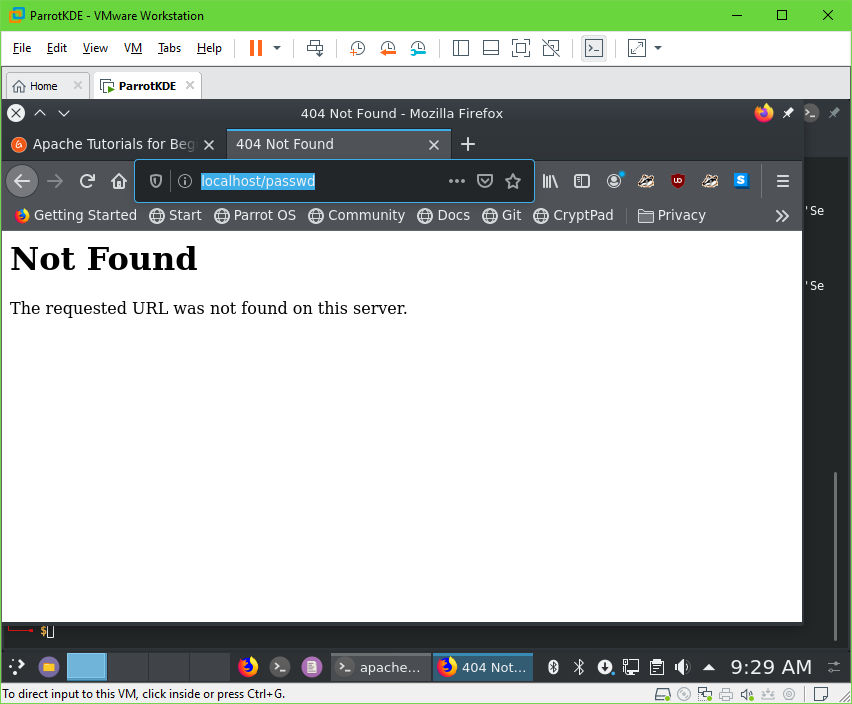 ParrotKDE - VMware Workstation
File Edit View VM Tabs Help
Home ParrotKDE
404 Not Found - Mozilla Firefox
Apache Tutorials for Beg 404 Not Found
localhost/passwd
Getting Started Start Parrot OS Community Docs Git CryptPad Privacy
'Se
Not Found
'Se
The requested URL was not found on this server.
$
apache... 404 Not... 9:29 AM
To direct input to this VM, click inside or press Ctrl+G.